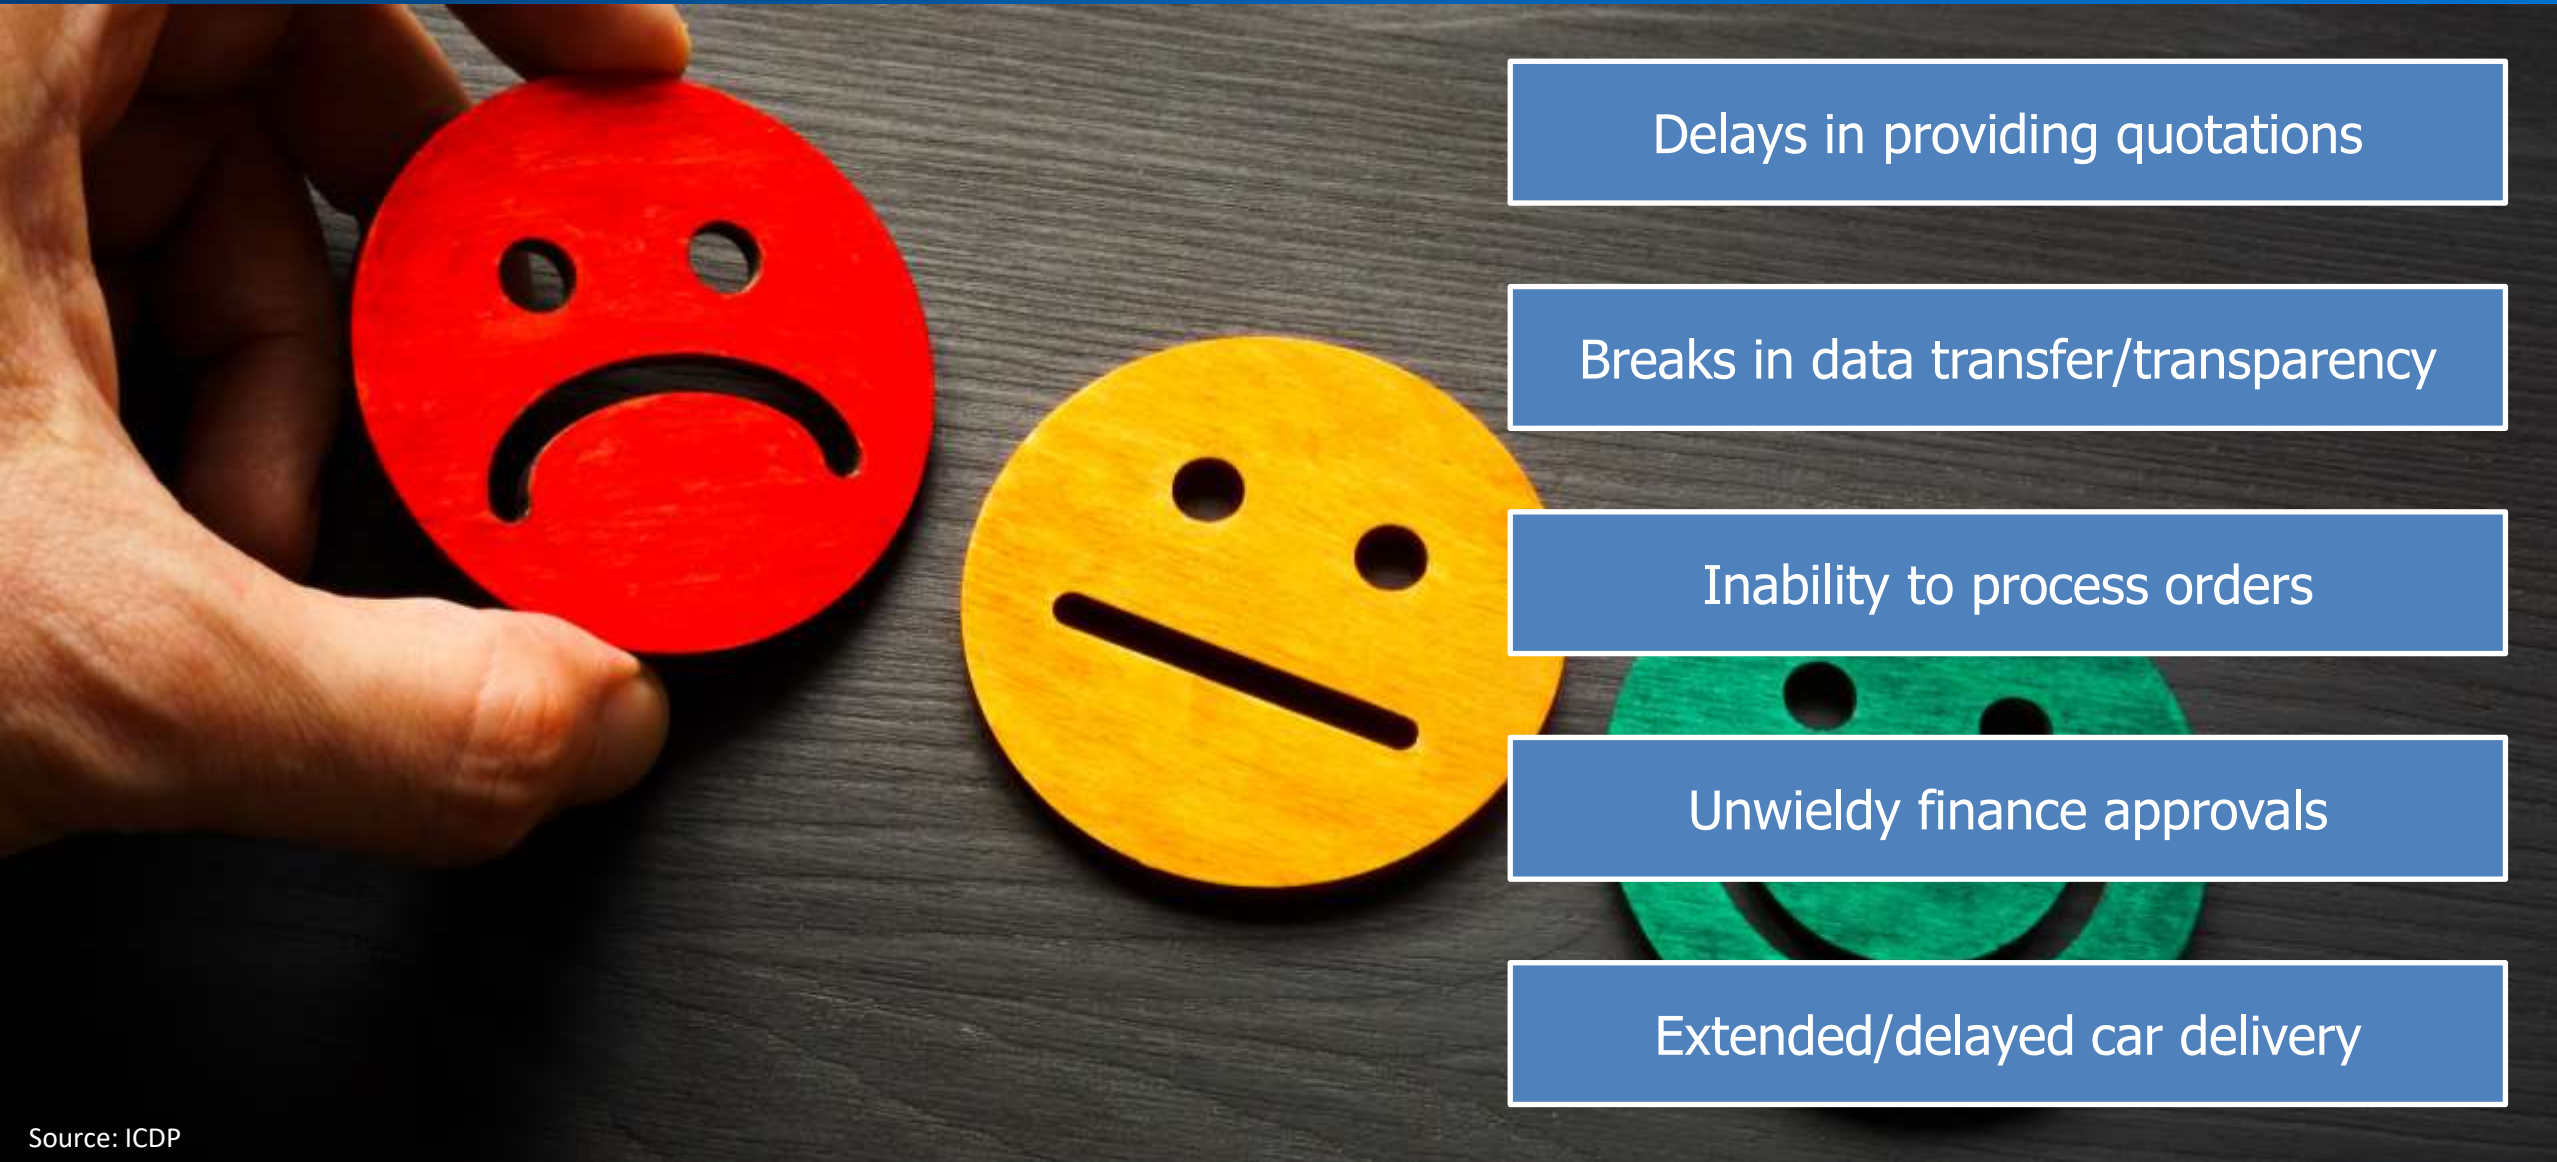 Delays in providing quotations
Breaks in data transfer/transparency
Inability to process orders
Unwieldy finance approvals
Extended/delayed car delivery
Source: ICDP